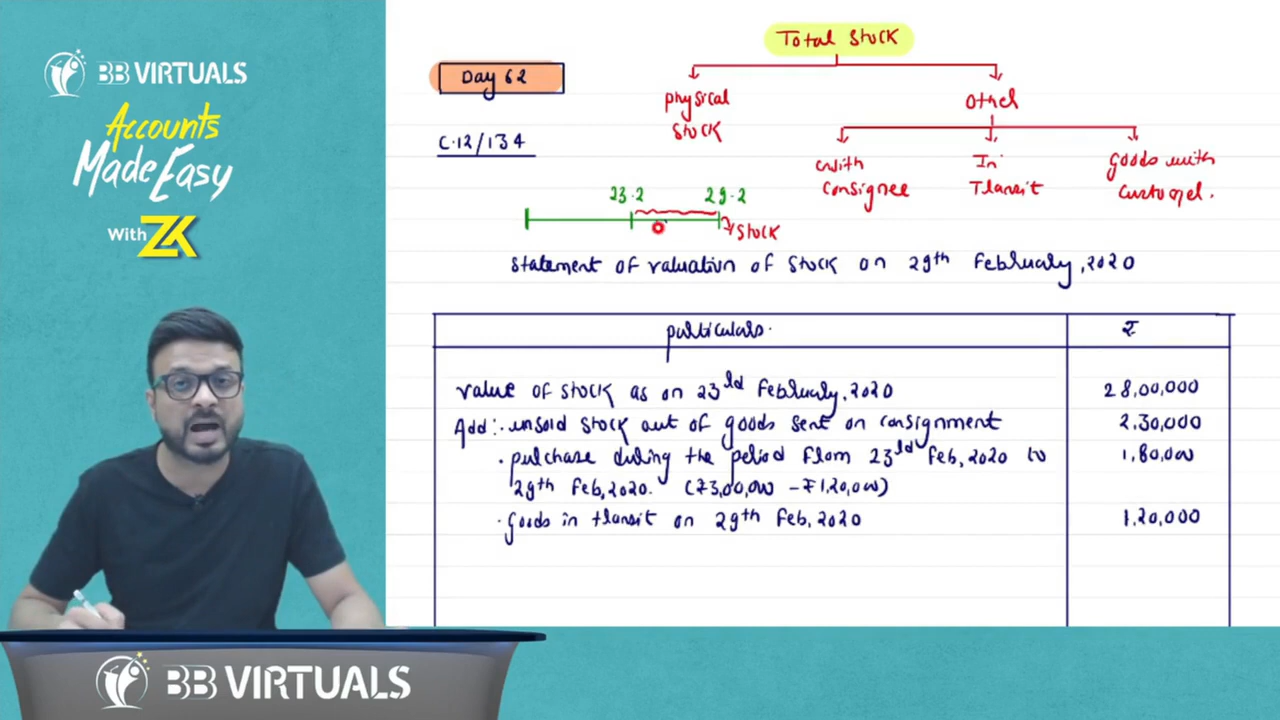 BB VIRTUALS
Accounts
Made Easy
With ZK
Day 62
C.12/134
Total Stock
physical
stock
Other
with
Consignee
In
Transit
Goods with
Customer.
23.2
29.2
Stock
Statement of valuation of stock on 29th February, 2020
particulars.
₹
value of stock as on 23rd February, 2020
28,00,000
Add:. unsold stock out of goods sent on consignment
2,30,000
. purchase during the period from 23rd Feb, 2020 to
1,80,000
29th Feb, 2020. (₹3,00,000 - ₹1,20,000)
. Goods in transit on 29th Feb, 2020
1,20,000
BB VIRTUALS